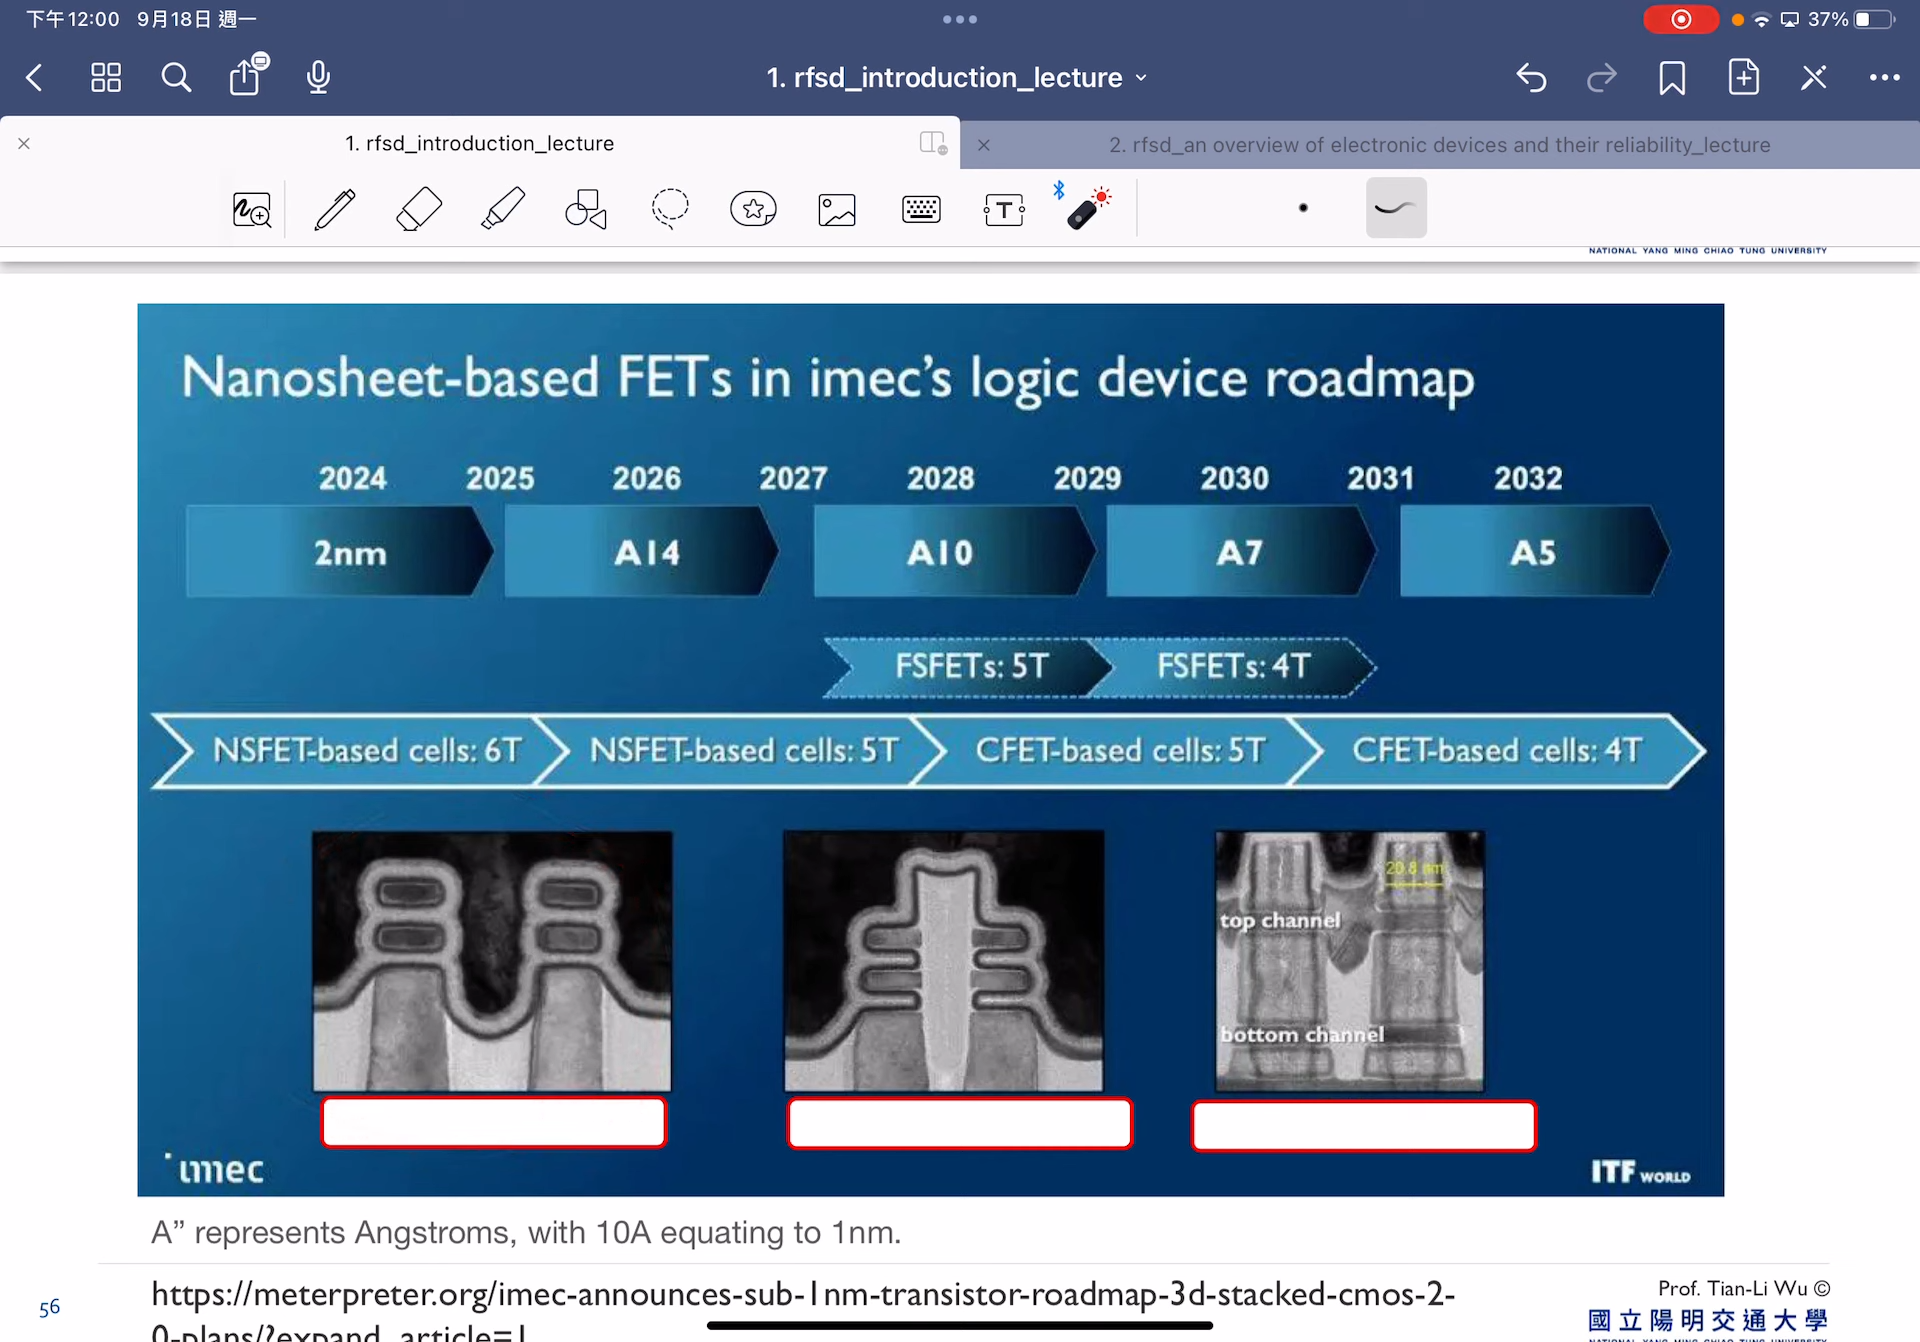 下午12:00 9月18日 週一
37%
1. rfsd_introduction_lecture
1. rfsd_introduction_lecture
2. rfsd_an overview of electronic devices and their reliability_lecture
T
NATIONAL YANG MING CHIAO TUNG UNIVERSITY
Nanosheet-based FETs in imec's logic device roadmap
2024 2025 2026 2027 2028 2029 2030 2031 2032
2nm A14 A10 A7 A5
FSFETs: 5T FSFETs: 4T
NSFET-based cells: 6T NSFET-based cells: 5T CFET-based cells: 5T CFET-based cells: 4T
20.8 nm
top channel
bottom channel
imec
ITF WORLD
A” represents Angstroms, with 10A equating to 1nm.
https://meterpreter.org/imec-announces-sub-1nm-transistor-roadmap-3d-stacked-cmos-2-
0-plans/?expand_article=1
56
Prof. Tian-Li Wu ©
國立陽明交通大學